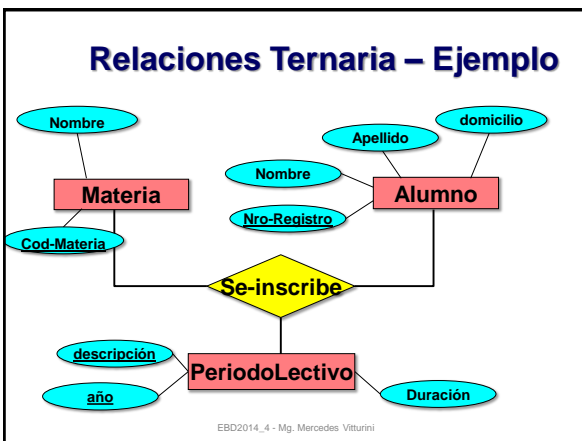 Relaciones Ternaria – Ejemplo
Nombre
Apellido
domicilio
Nombre
Materia
Alumno
Nro-Registro
Cod-Materia
Se-inscribe
descripción
PeriodoLectivo
año
Duración
EBD2014_4 - Mg. Mercedes Vitturini